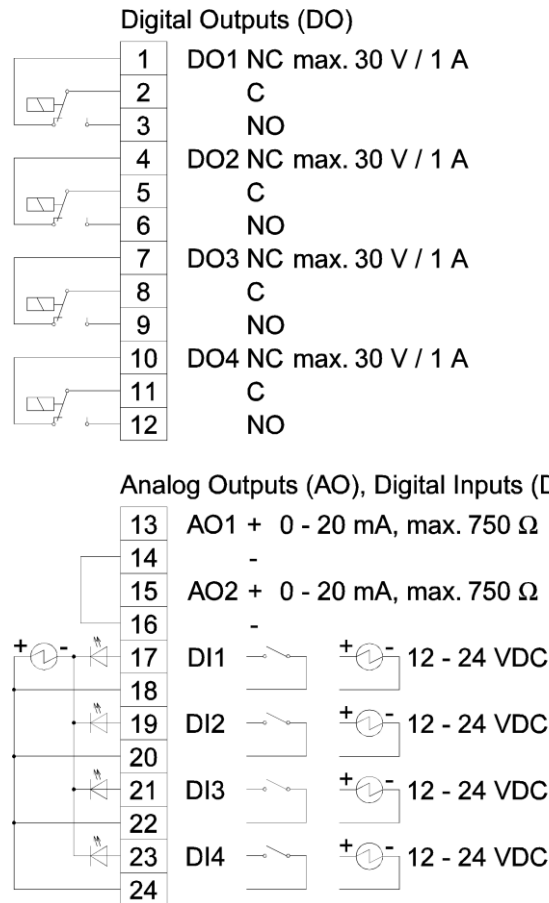 Digital Outputs (DO)
1 DO1 NC max. 30 V / 1 A
2 C
3 NO
4 DO2 NC max. 30 V / 1 A
5 C
6 NO
7 DO3 NC max. 30 V / 1 A
8 C
9 NO
10 DO4 NC max. 30 V / 1 A
11 C
12 NO
Analog Outputs (AO), Digital Inputs (D
13 AO1 + 0 - 20 mA, max. 750 Ω
14 -
15 AO2 + 0 - 20 mA, max. 750 Ω
16 -
+ - 17 DI1 + - 12 - 24 VDC
18
19 DI2 + - 12 - 24 VDC
20
21 DI3 + - 12 - 24 VDC
22
23 DI4 + - 12 - 24 VDC
24